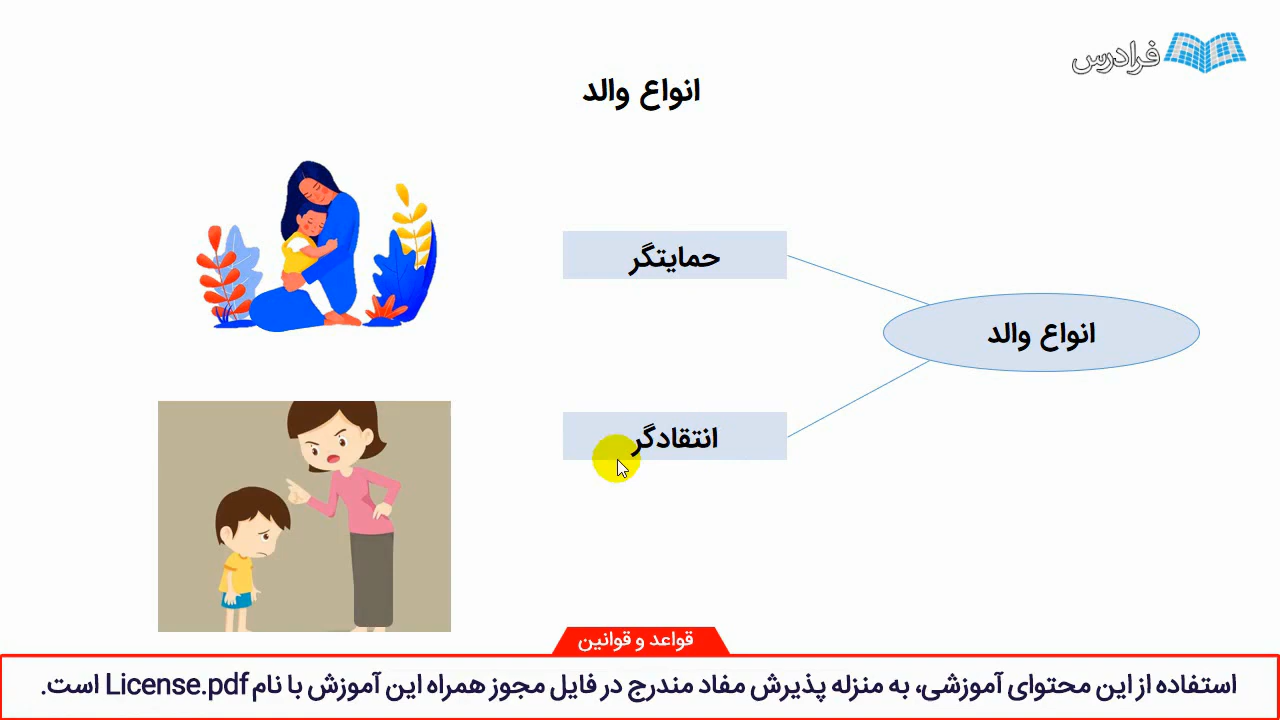 فرادرس
انواع والد
حمایتگر
انواع والد
انتقادگر
قواعد و قوانین
استفاده از این محتوای آموزشی، به منزله پذیرش مفاد مندرج در فایل مجوز همراه این آموزش با نام License.pdf است.